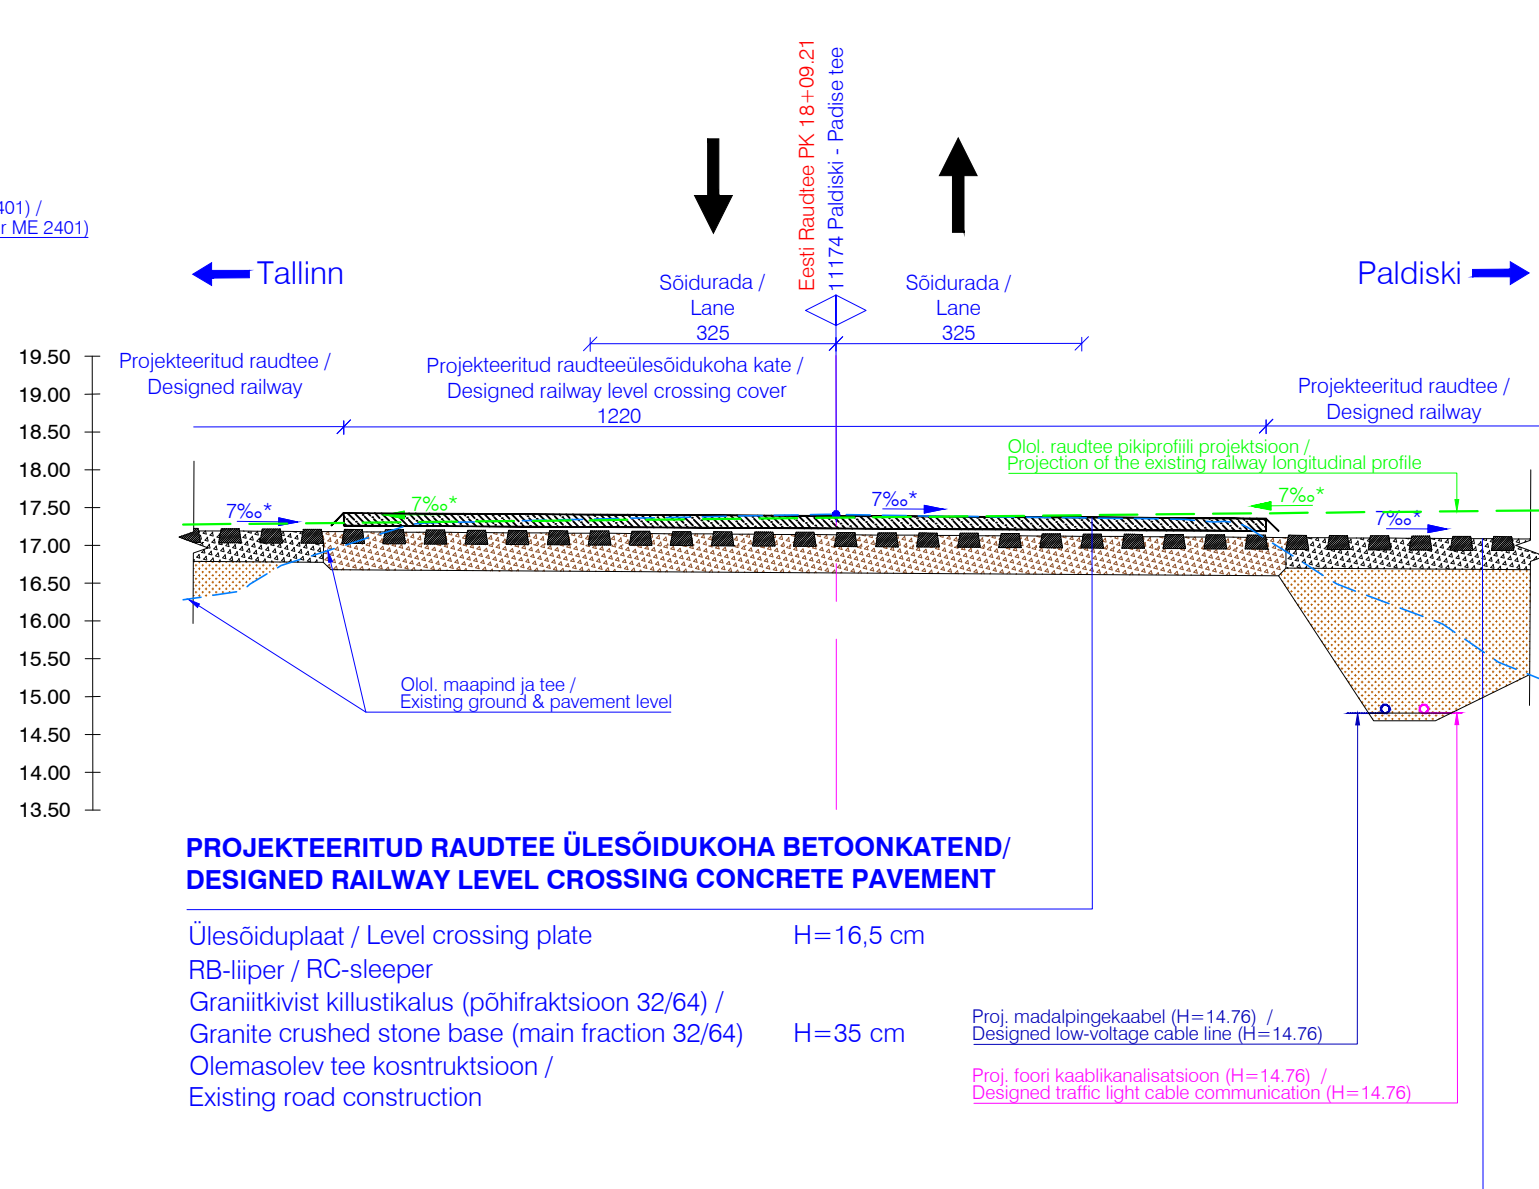 Eesti Raudtee PK 18+09.21
11174 Paldiski - Padise tee
401) /
r ME 2401)
Tallinn
Paldiski
Sõidurada /
Lane
325
Sõidurada /
Lane
325
Projekteeritud raudtee /
Designed railway
Projekteeritud raudteeülesõidukoha kate /
Designed railway level crossing cover
1220
Projekteeritud raudtee /
Designed railway
Olol. raudtee pikiprofiili projektsioon /
Projection of the existing railway longitudinal profile
19.50
19.00
18.50
18.00
17.50
17.00
16.50
16.00
15.50
15.00
14.50
14.00
13.50
7‰*
7‰*
7‰*
7‰*
7‰*
Olol. maapind ja tee /
Existing ground & pavement level
PROJEKTEERITUD RAUDTEE ÜLESÕIDUKOHA BETOONKATEND/
DESIGNED RAILWAY LEVEL CROSSING CONCRETE PAVEMENT
Ülesõiduplaat / Level crossing plate H=16,5 cm
RB-liiper / RC-sleeper
Graniitkivist killustikalus (põhifraktsioon 32/64) /
Granite crushed stone base (main fraction 32/64) H=35 cm
Olemasolev tee kosntruktsioon /
Existing road construction
Proj. madalpingekaabel (H=14.76) /
Designed low-voltage cable line (H=14.76)
Proj. foori kaablikanalisatsioon (H=14.76) /
Designed traffic light cable communication (H=14.76)